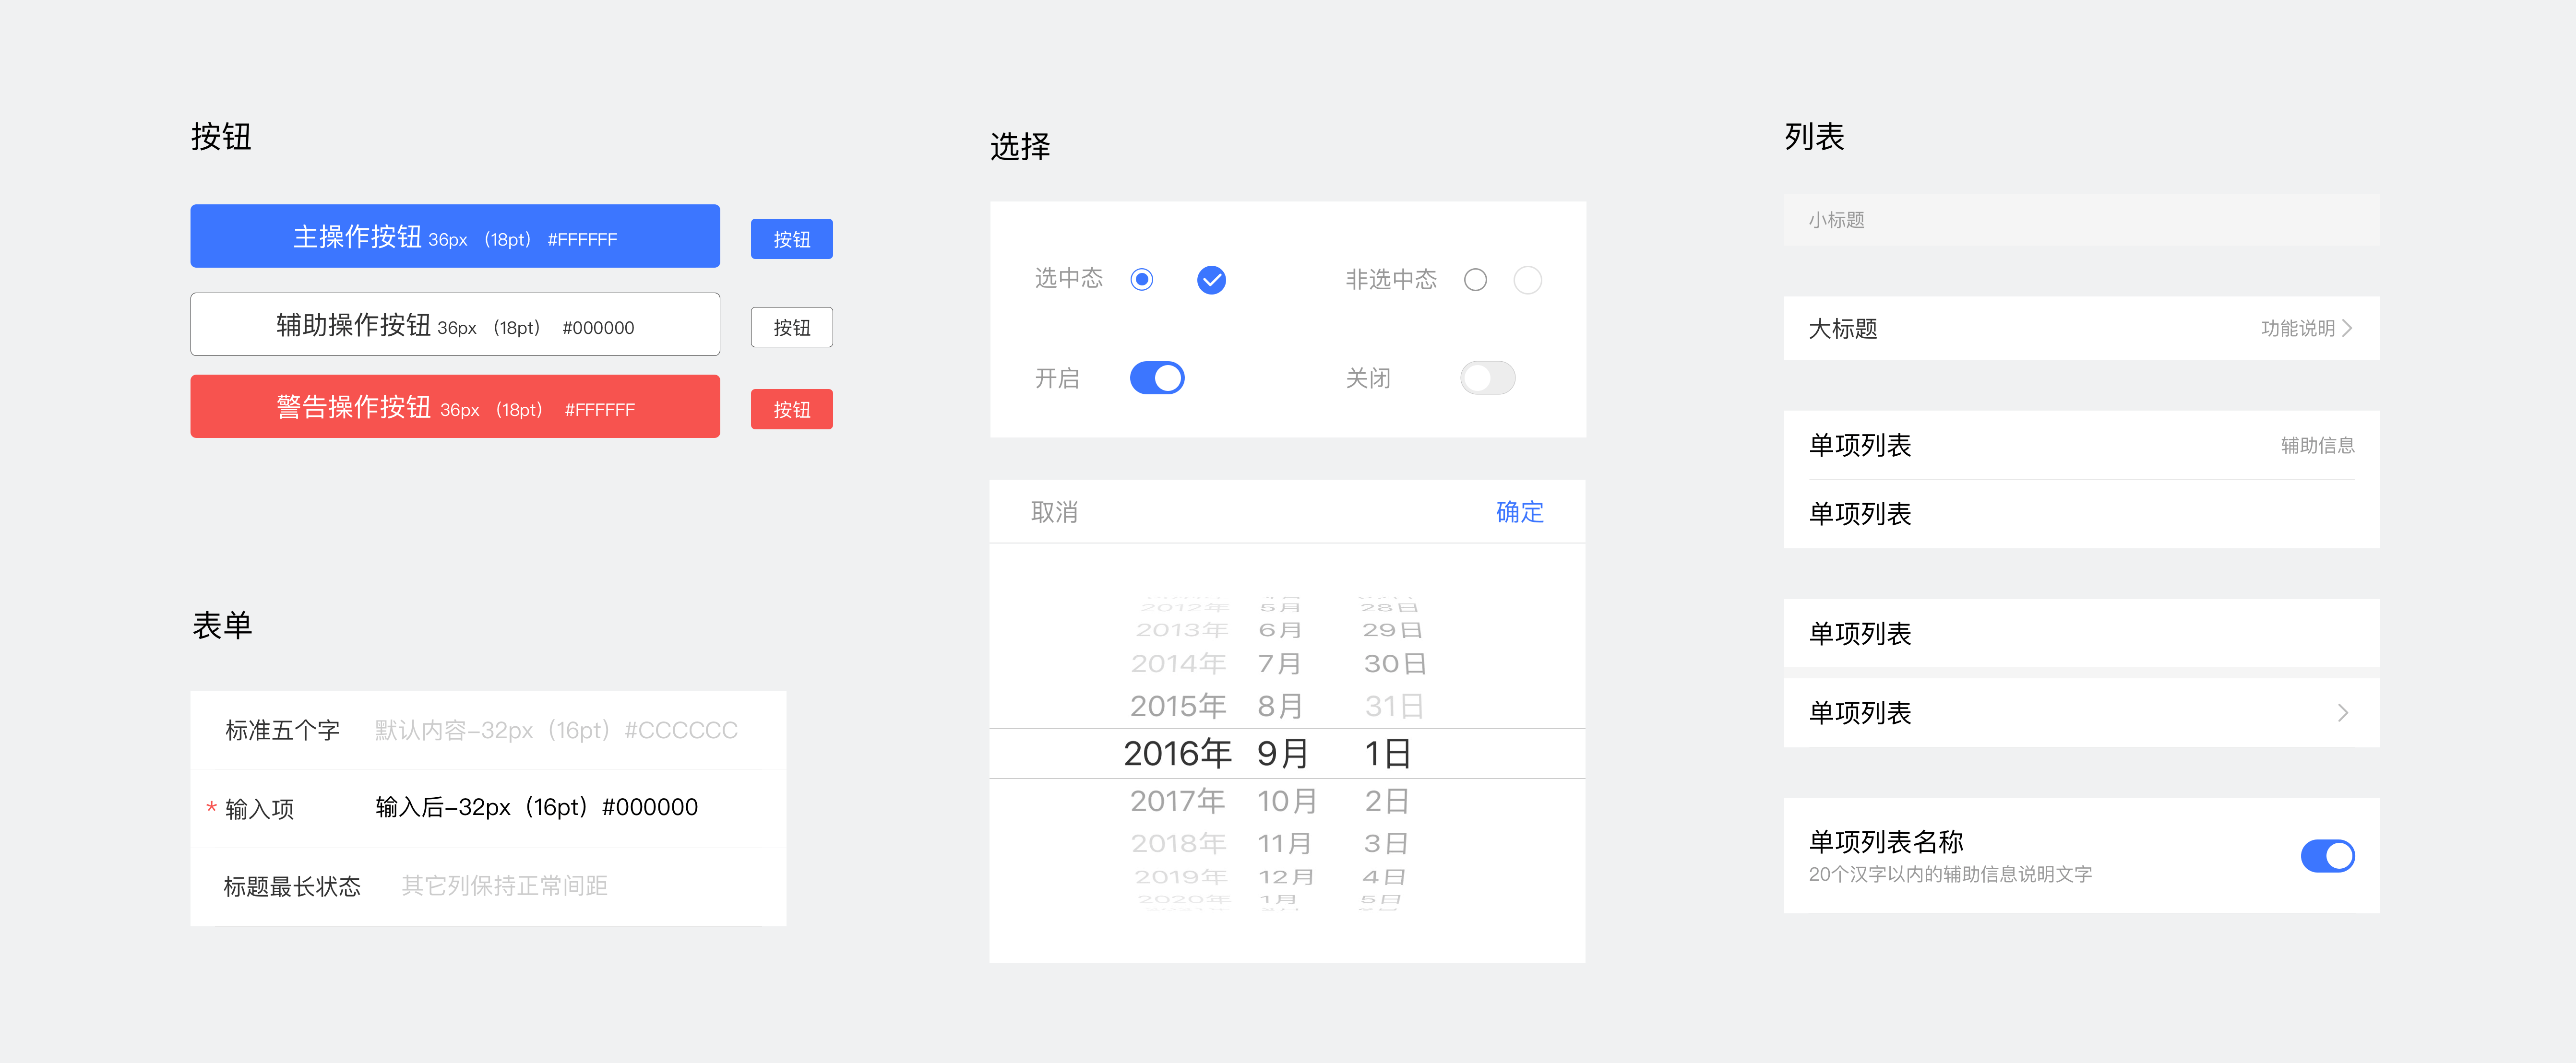 按钮
主操作按钮 36px （18pt） #FFFFFF
按钮
辅助操作按钮 36px （18pt） #000000
按钮
警告操作按钮 36px （18pt） #FFFFFF
按钮
表单
标准五个字 默认内容–32px（16pt）#CCCCCC
* 输入项 输入后–32px（16pt）#000000
标题最长状态 其它列保持正常间距
选择
选中态
非选中态
开启
关闭
取消 确定
2012年 5月 28日
2013年 6月 29日
2014年 7月 30日
2015年 8月 31日
2016年 9月 1日
2017年 10月 2日
2018年 11月 3日
2019年 12月 4日
2020年 1月 5日
列表
小标题
大标题 功能说明
单项列表 辅助信息
单项列表
单项列表
单项列表
单项列表名称
20个汉字以内的辅助信息说明文字